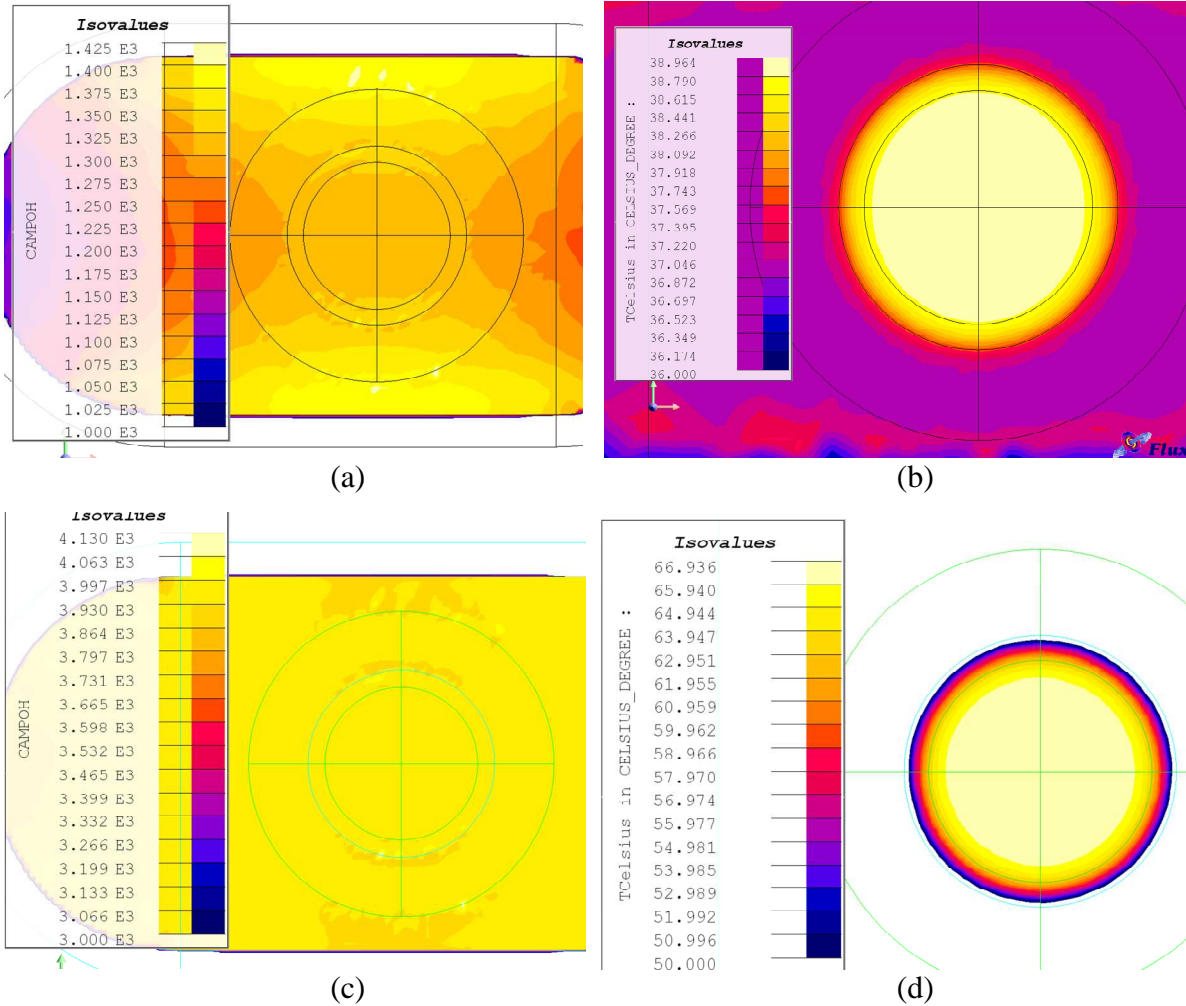 Isovalues
1.425 E3
1.400 E3
1.375 E3
1.350 E3
1.325 E3
1.300 E3
1.275 E3
1.250 E3
1.225 E3
1.200 E3
1.175 E3
1.150 E3
1.125 E3
1.100 E3
1.075 E3
1.050 E3
1.025 E3
1.000 E3
CAMPOH
(a)
Isovalues
38.964
38.790
38.615
38.441
38.266
38.092
37.918
37.743
37.569
37.395
37.220
37.046
36.872
36.697
36.523
36.349
36.174
36.000
TCelsius in CELSIUS_DEGREE :
Flux
(b)
Isovalues
4.130 E3
4.063 E3
3.997 E3
3.930 E3
3.864 E3
3.797 E3
3.731 E3
3.665 E3
3.598 E3
3.532 E3
3.465 E3
3.399 E3
3.332 E3
3.266 E3
3.199 E3
3.133 E3
3.066 E3
3.000 E3
CAMPOH
(c)
Isovalues
66.936
65.940
64.944
63.947
62.951
61.955
60.959
59.962
58.966
57.970
56.974
55.977
54.981
53.985
52.989
51.992
50.996
50.000
TCelsius in CELSIUS_DEGREE :
(d)